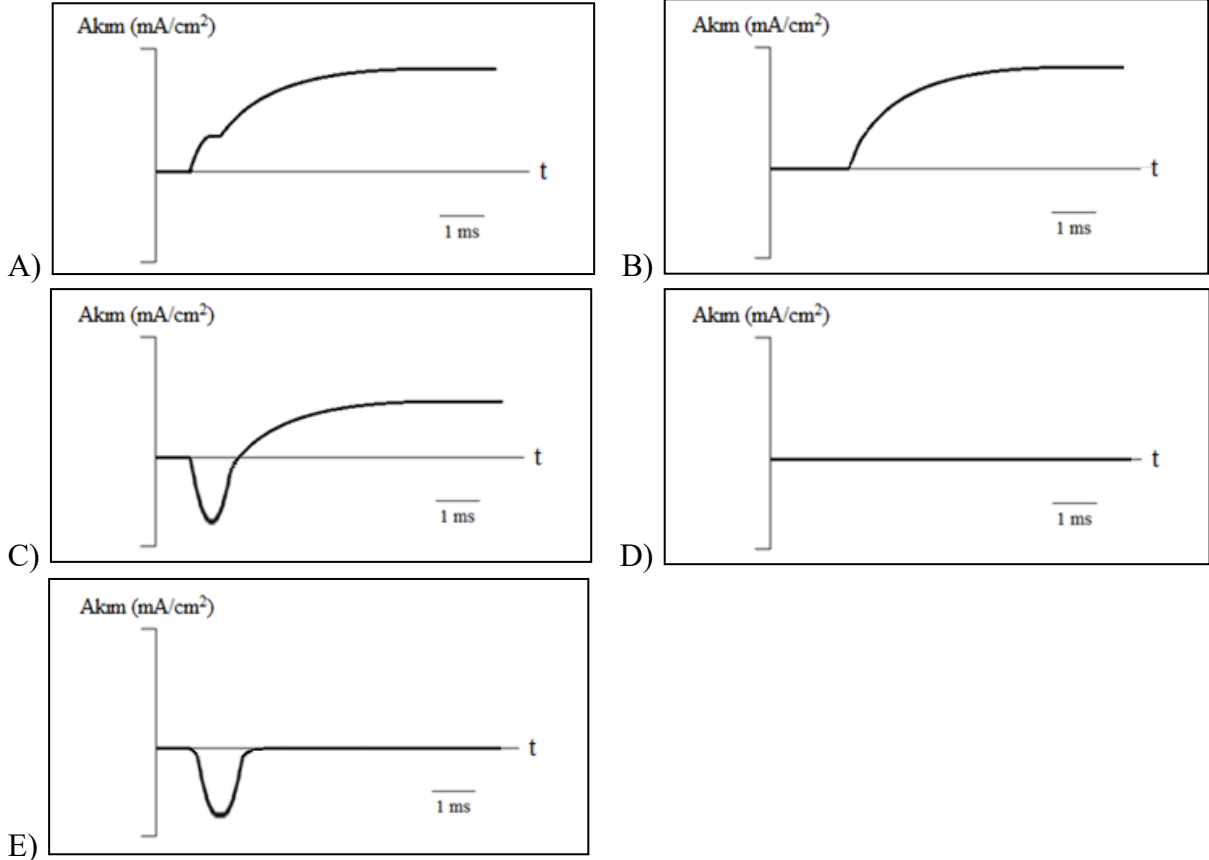 Akım (mA/cm²)
t
1 ms
A)
Akım (mA/cm²)
t
1 ms
B)
Akım (mA/cm²)
t
1 ms
C)
Akım (mA/cm²)
t
1 ms
D)
Akım (mA/cm²)
t
1 ms
E)